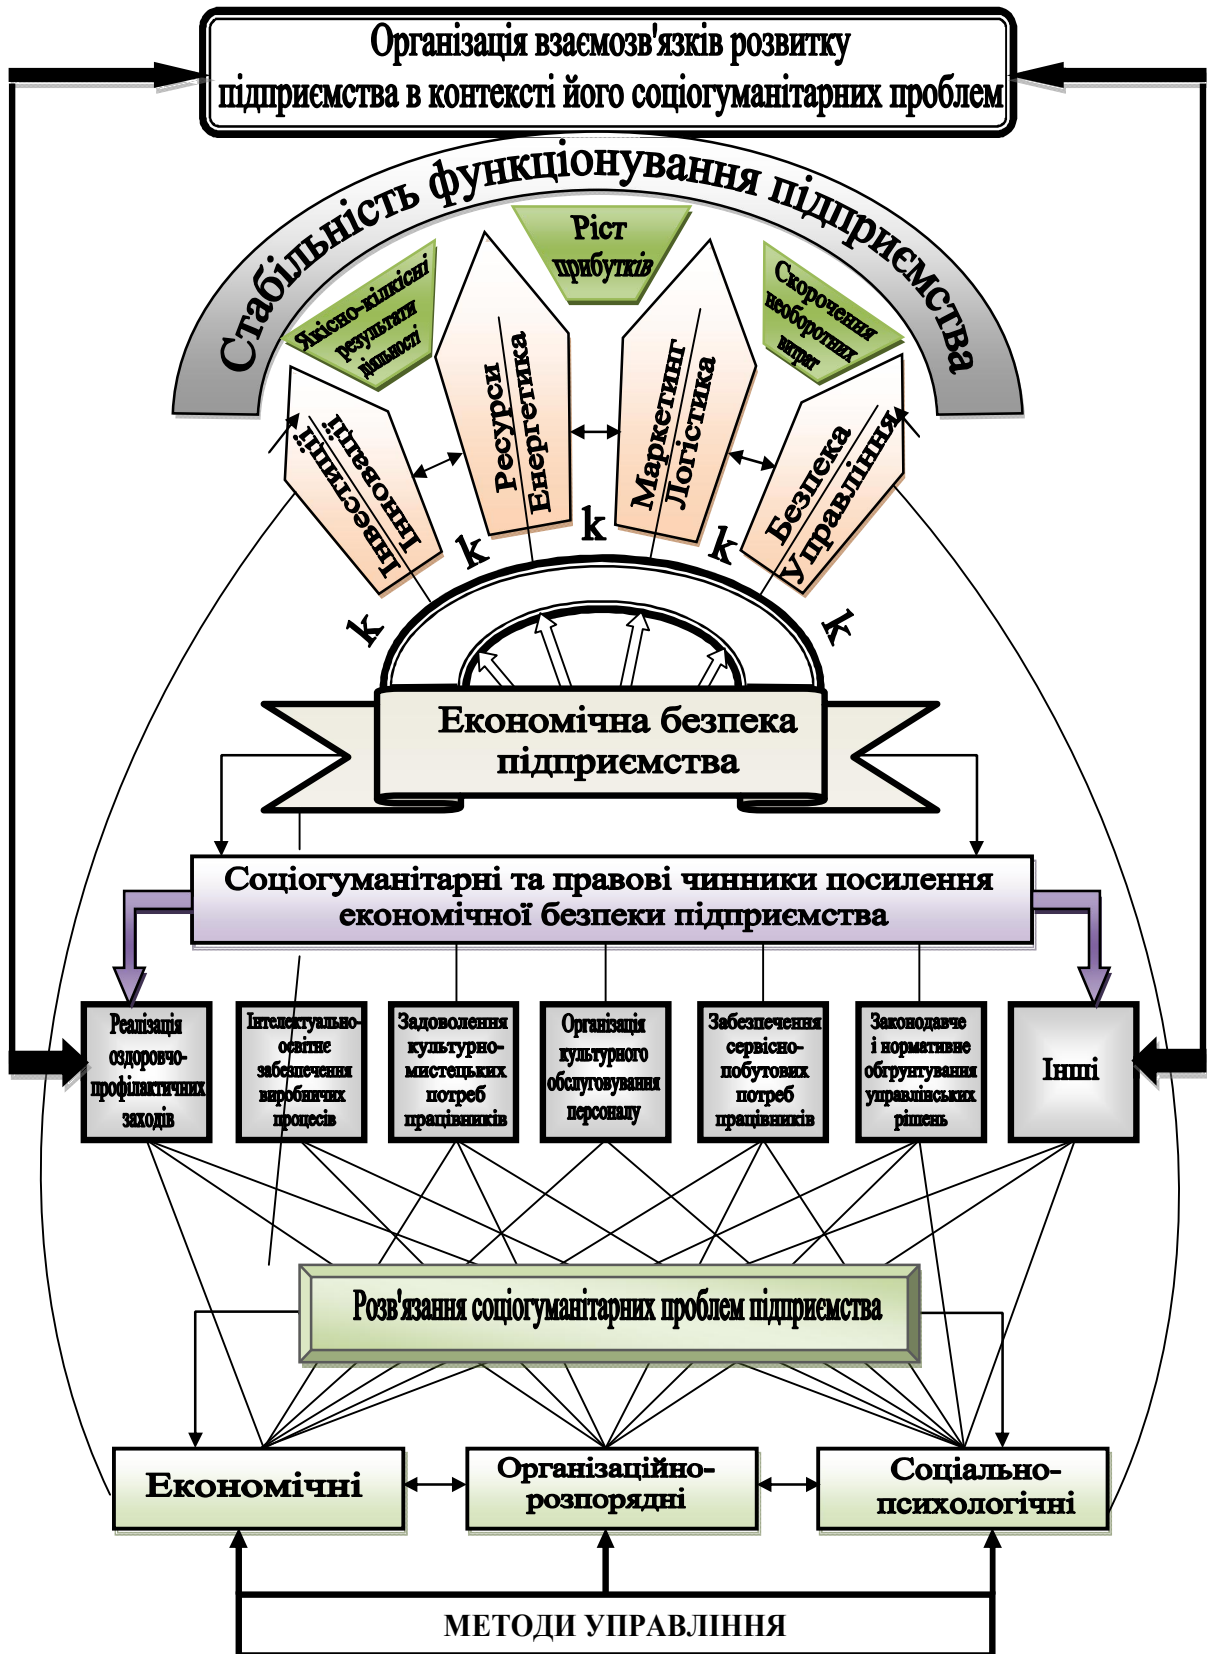 Організація взаємозв'язків розвитку
підприємства в контексті його соціогуманітарних проблем
Стабільність функціонування підприємства
Якісно-кілкісні
результати
діяльності
Ріст
прибутків
Скорочення
необоротних
витрат
Інвестиції
Інновації
Ресурси
Енергетика
Маркетинг
Логістика
Безпека
Управління
k
k
k
k
k
Економічна безпека
підприємства
Соціогуманітарні та правові чинники посилення
економічної безпеки підприємства
Реалізація
оздоровчо-
профілактичних
заходів
Інтелектуально-
освітнє
забезпечення
виробничих
процесів
Задоволення
культурно-
мистецьких
потреб
працівників
Організація
культурного
обслуговування
персоналу
Забезпечення
сервісно-
побутових
потреб
працівників
Законодавче
і нормативне
обґрунтування
управлінських
рішень
Інші
Розв'язання соціогуманітарних проблем підприємства
Економічні
Організаційно-
розпорядні
Соціально-
психологічні
МЕТОДИ УПРАВЛІННЯ